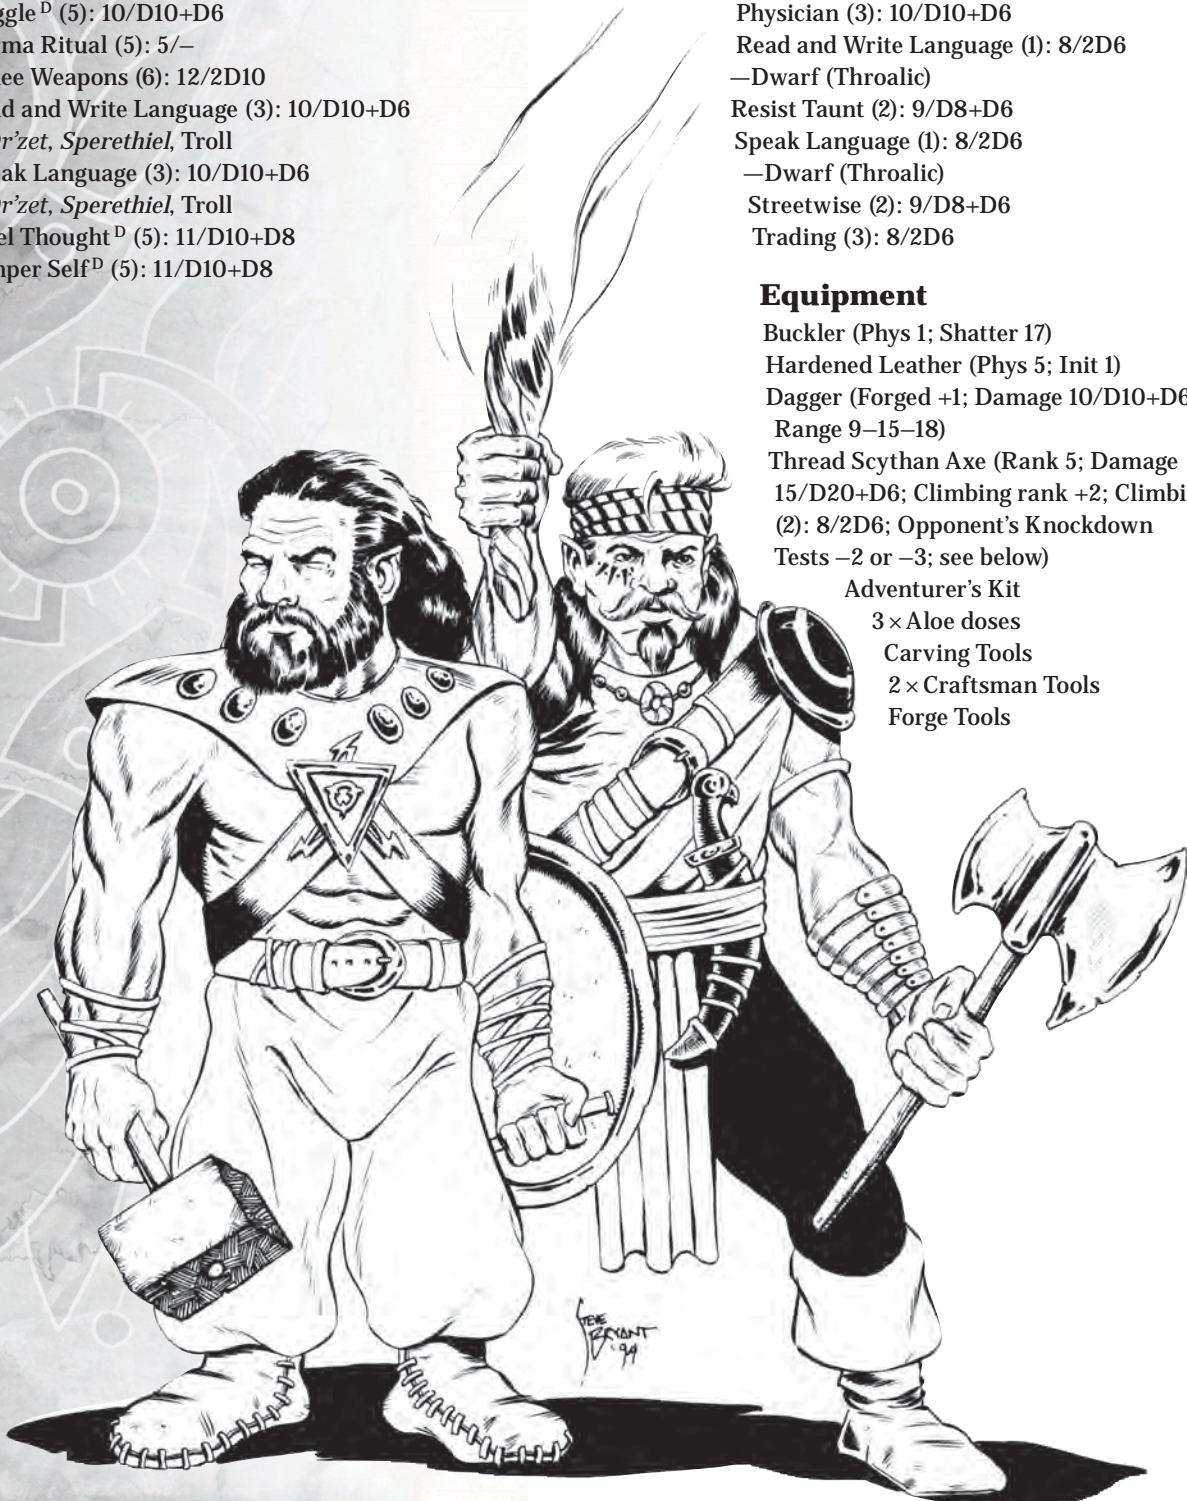 ggle D (5): 10/D10+D6
ma Ritual (5): 5/–
ee Weapons (6): 12/2D10
d and Write Language (3): 10/D10+D6
r’zet, Sperethiel, Troll
ak Language (3): 10/D10+D6
r’zet, Sperethiel, Troll
el Thought D (5): 11/D10+D8
per Self D (5): 11/D10+D8
Physician (3): 10/D10+D6
Read and Write Language (1): 8/2D6
—Dwarf (Throalic)
Resist Taunt (2): 9/D8+D6
Speak Language (1): 8/2D6
—Dwarf (Throalic)
Streetwise (2): 9/D8+D6
Trading (3): 8/2D6
Equipment
Buckler (Phys 1; Shatter 17)
Hardened Leather (Phys 5; Init 1)
Dagger (Forged +1; Damage 10/D10+D6
Range 9–15–18)
Thread Scythan Axe (Rank 5; Damage
15/D20+D6; Climbing rank +2; Climbi
(2): 8/2D6; Opponent’s Knockdown
Tests –2 or –3; see below)
Adventurer’s Kit
3 × Aloe doses
Carving Tools
2 × Craftsman Tools
Forge Tools
STEVE
BRYANT
'94